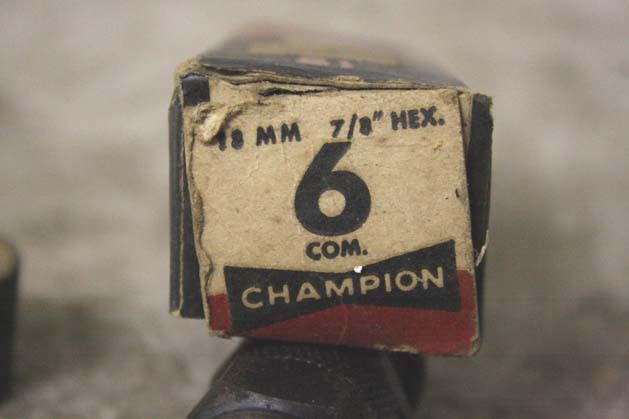 18 MM 7/8" HEX.
6
COM.
CHAMPION